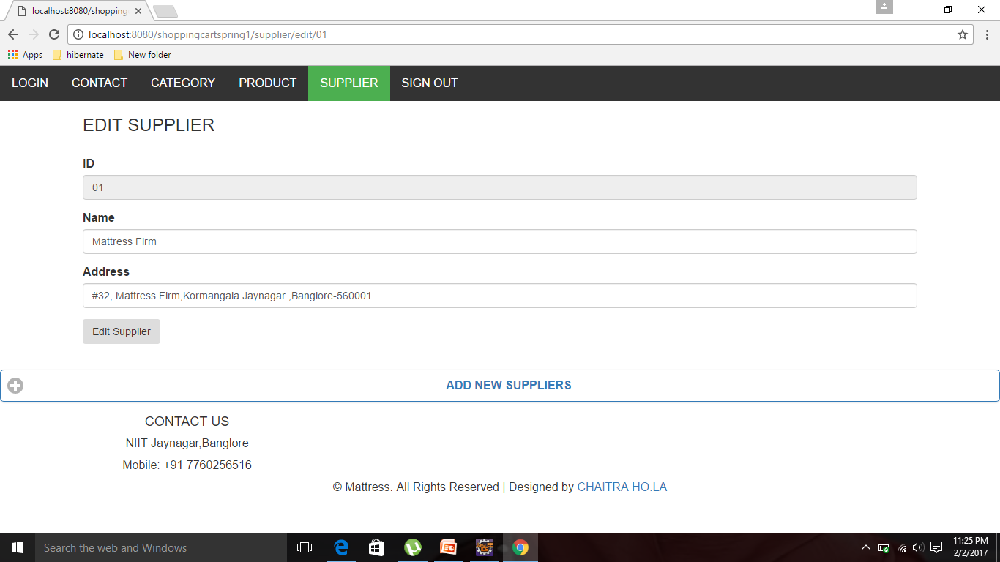 localhost:8080/shopping
localhost:8080/shoppingcartspring1/supplier/edit/01
Apps hibernate New folder
LOGIN CONTACT CATEGORY PRODUCT SUPPLIER SIGN OUT
EDIT SUPPLIER
ID
01
Name
Mattress Firm
Address
#32, Mattress Firm,Kormangala Jaynagar ,Banglore-560001
Edit Supplier
ADD NEW SUPPLIERS
CONTACT US
NIIT Jaynagar,Banglore
Mobile: +91 7760256516
© Mattress. All Rights Reserved | Designed by CHAITRA HO.LA
Search the web and Windows
11:25 PM
2/2/2017